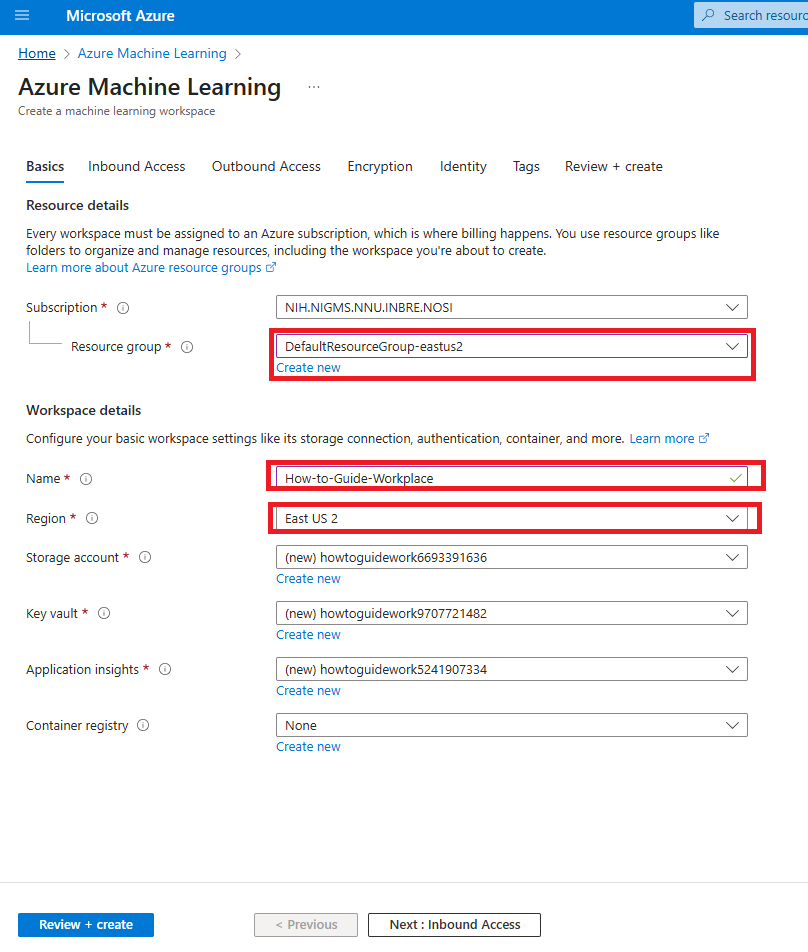 Microsoft Azure
Search resourc
Home > Azure Machine Learning >
Azure Machine Learning ...
Create a machine learning workspace
Basics Inbound Access Outbound Access Encryption Identity Tags Review + create
Resource details
Every workspace must be assigned to an Azure subscription, which is where billing happens. You use resource groups like
folders to organize and manage resources, including the workspace you're about to create.
Learn more about Azure resource groups
Subscription * NIH.NIGMS.NNU.INBRE.NOSI
Resource group * DefaultResourceGroup-eastus2
Create new
Workspace details
Configure your basic workspace settings like its storage connection, authentication, container, and more. Learn more
Name * How-to-Guide-Workplace
Region * East US 2
Storage account * (new) howtoguidework6693391636
Create new
Key vault * (new) howtoguidework9707721482
Create new
Application insights * (new) howtoguidework5241907334
Create new
Container registry None
Create new
Review + create < Previous Next : Inbound Access